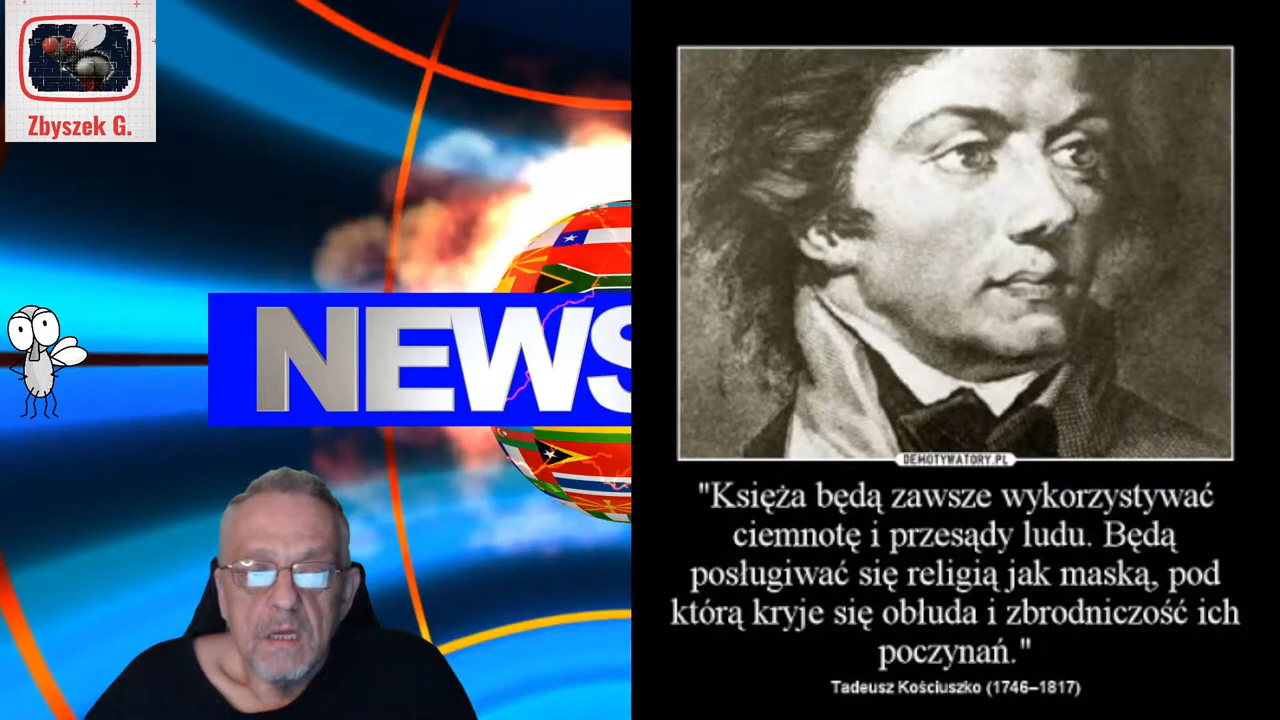 Zbyszek G.
NEWS
DEMOTYWATORY.PL
"Księża będą zawsze wykorzystywać
ciemnotę i przesądy ludu. Będą
posługiwać się religią jak maską, pod
którą kryje się obłuda i zbrodniczość ich
poczynań."
Tadeusz Kościuszko (1746–1817)